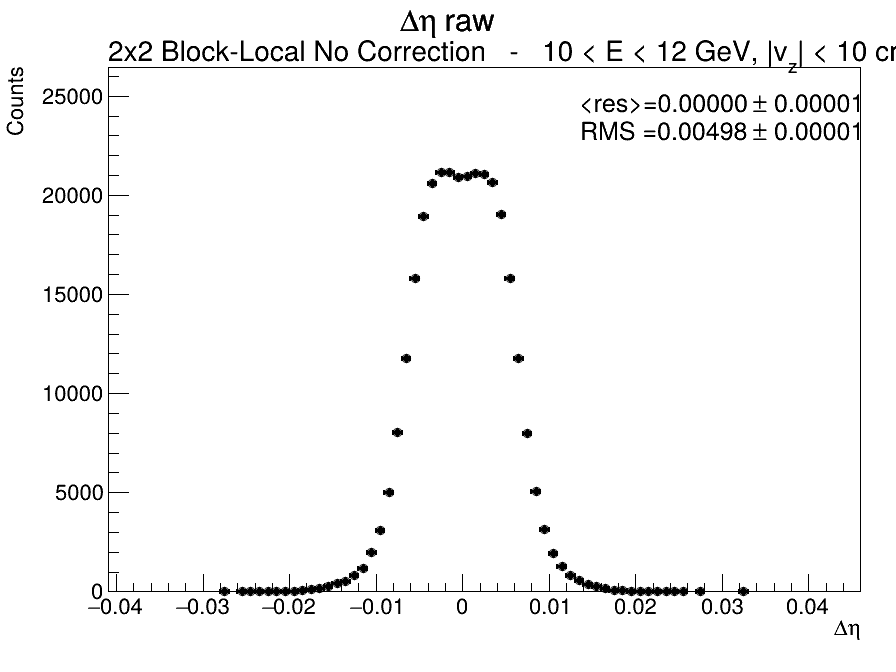 Δη raw
2x2 Block-Local No Correction - 10 < E < 12 GeV, |v_z| < 10 cm
Counts
<res>=0.00000 ± 0.00001
RMS =0.00498 ± 0.00001
25000
20000
15000
10000
5000
0
−0.04 −0.03 −0.02 −0.01 0 0.01 0.02 0.03 0.04
Δη